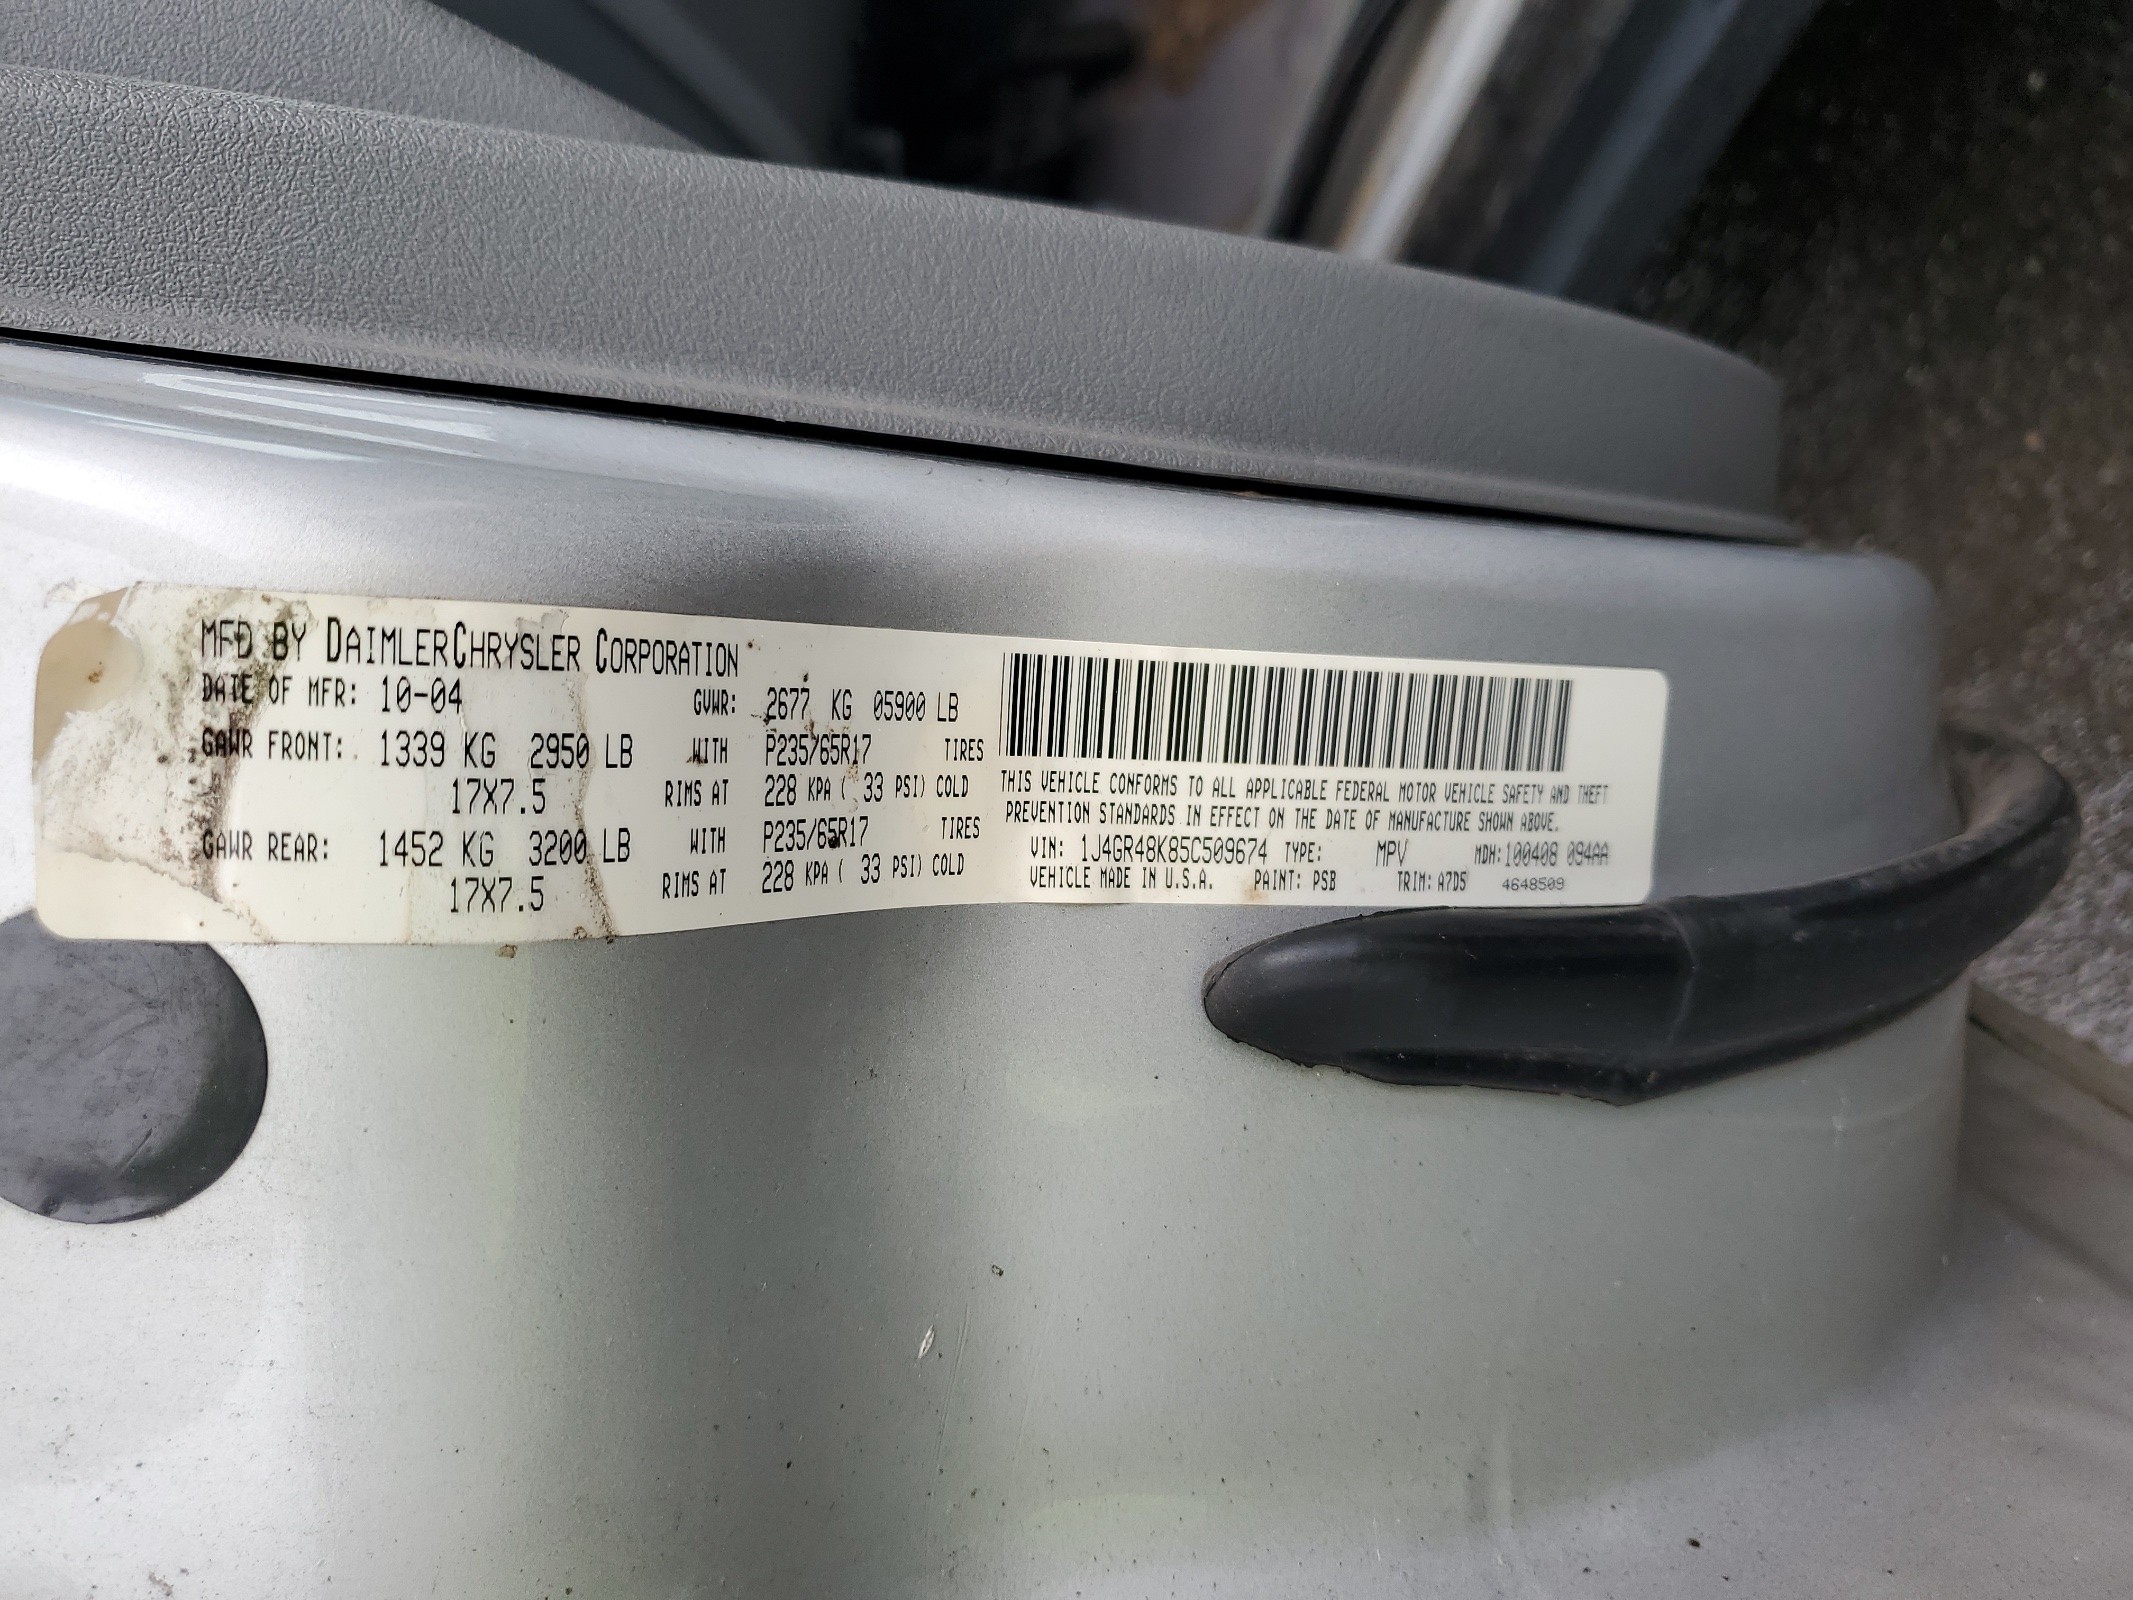 MFD BY DAIMLERCHRYSLER CORPORATION
DATE OF MFR: 10-04 GVWR: 2677 KG 05900 LB
GAWR FRONT: 1339 KG 2950 LB WITH P235/65R17 TIRES
17X7.5 RIMS AT 228 KPA ( 33 PSI) COLD
GAWR REAR: 1452 KG 3200 LB WITH P235/65R17 TIRES
17X7.5 RIMS AT 228 KPA ( 33 PSI) COLD
THIS VEHICLE CONFORMS TO ALL APPLICABLE FEDERAL MOTOR VEHICLE SAFETY AND THEFT
PREVENTION STANDARDS IN EFFECT ON THE DATE OF MANUFACTURE SHOWN ABOVE.
VIN: 1J4GR48K85C509674 TYPE: MPV MDH: 100408 094AA
VEHICLE MADE IN U.S.A. PAINT: PSB TRIM: A7D5 4648509